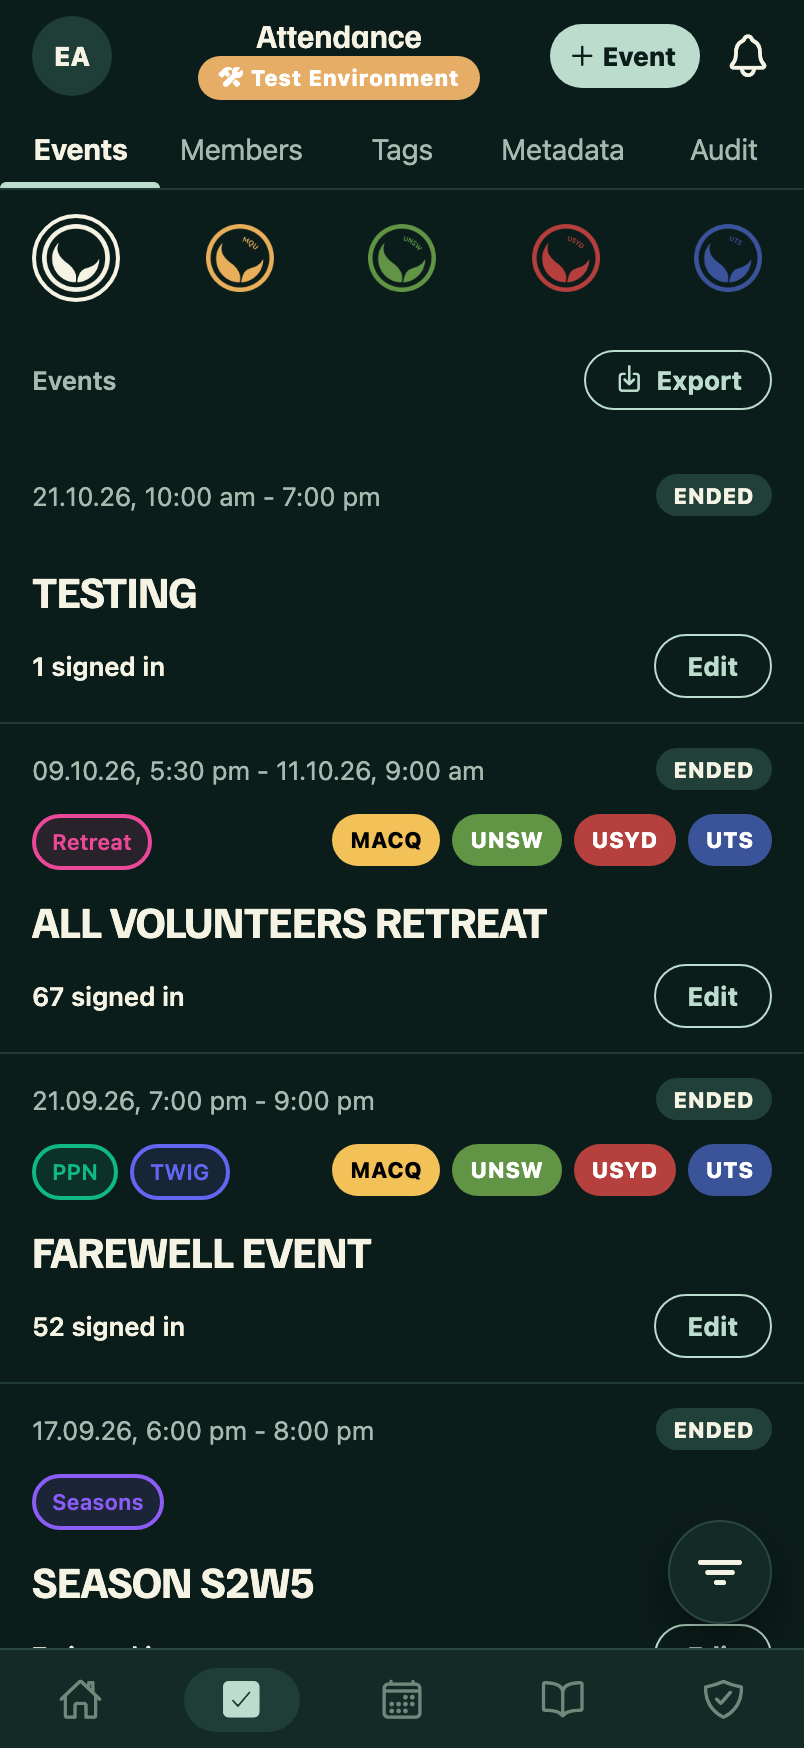 EA
Attendance
🛠 Test Environment
+ Event
Events Members Tags Metadata Audit
MQU UNSW USYD UTS
Events
Export
21.10.26, 10:00 am - 7:00 pm
ENDED
TESTING
1 signed in
Edit
09.10.26, 5:30 pm - 11.10.26, 9:00 am
ENDED
Retreat MACQ UNSW USYD UTS
ALL VOLUNTEERS RETREAT
67 signed in
Edit
21.09.26, 7:00 pm - 9:00 pm
ENDED
PPN TWIG MACQ UNSW USYD UTS
FAREWELL EVENT
52 signed in
Edit
17.09.26, 6:00 pm - 8:00 pm
ENDED
Seasons
SEASON S2W5